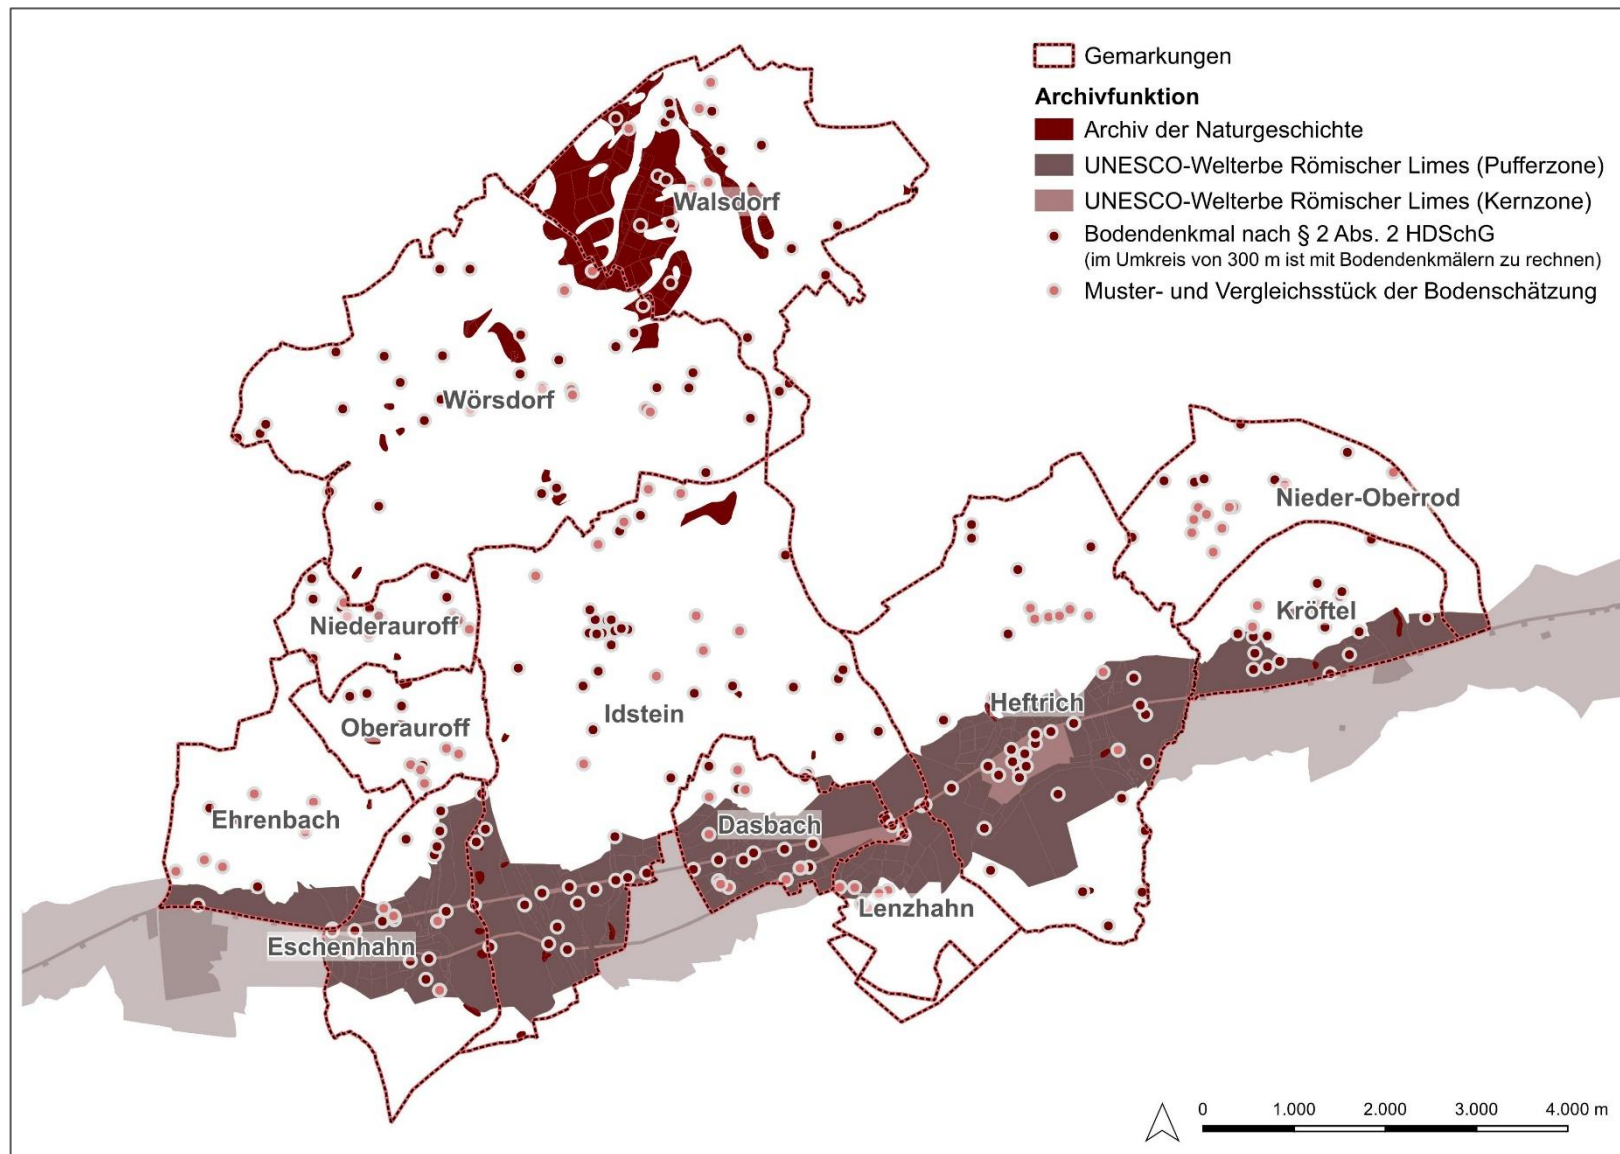 Gemarkungen
Archivfunktion
Archiv der Naturgeschichte
UNESCO-Welterbe Römischer Limes (Pufferzone)
UNESCO-Welterbe Römischer Limes (Kernzone)
Bodendenkmal nach § 2 Abs. 2 HDSchG
(im Umkreis von 300 m ist mit Bodendenkmälern zu rechnen)
Muster- und Vergleichsstück der Bodenschätzung
Walsdorf
Wörsdorf
Nieder-Oberrod
Kröftel
Niederauroff
Heftrich
Idstein
Oberauroff
Ehrenbach
Dasbach
Lenzhahn
Eschenhahn
0 1.000 2.000 3.000 4.000 m